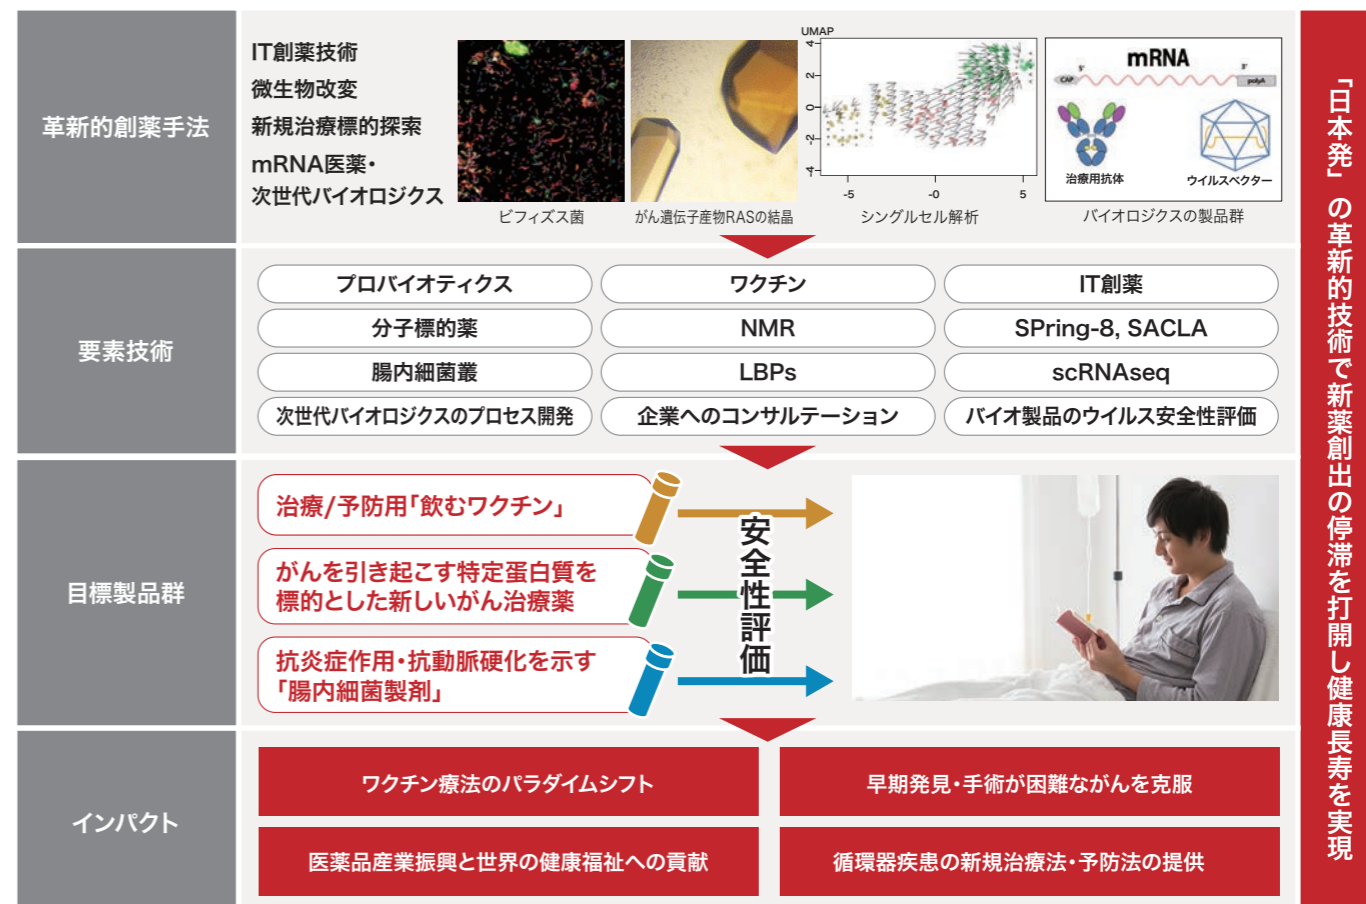 革新的創薬手法
IT創薬技術
微生物改変
新規治療標的探索
mRNA医薬・
次世代バイオロジクス
ビフィズス菌
がん遺伝子産物RASの結晶
UMAP
4
2
0
-2
-4
-5
-0
5
シングルセル解析
mRNA
5'
3'
CAP
polyA
治療用抗体
ウイルスベクター
バイオロジクスの製品群
要素技術
プロバイオティクス
ワクチン
IT創薬
分子標的薬
NMR
SPring-8, SACLA
腸内細菌叢
LBPs
scRNAseq
次世代バイオロジクスのプロセス開発
企業へのコンサルテーション
バイオ製品のウイルス安全性評価
目標製品群
治療/予防用「飲むワクチン」
がんを引き起こす特定蛋白質を
標的とした新しいがん治療薬
抗炎症作用・抗動脈硬化を示す
「腸内細菌製剤」
安全性評価
インパクト
ワクチン療法のパラダイムシフト
早期発見・手術が困難ながんを克服
医薬品産業振興と世界の健康福祉への貢献
循環器疾患の新規治療法・予防法の提供
「日本発」の革新的技術で新薬創出の停滞を打開し健康長寿を実現